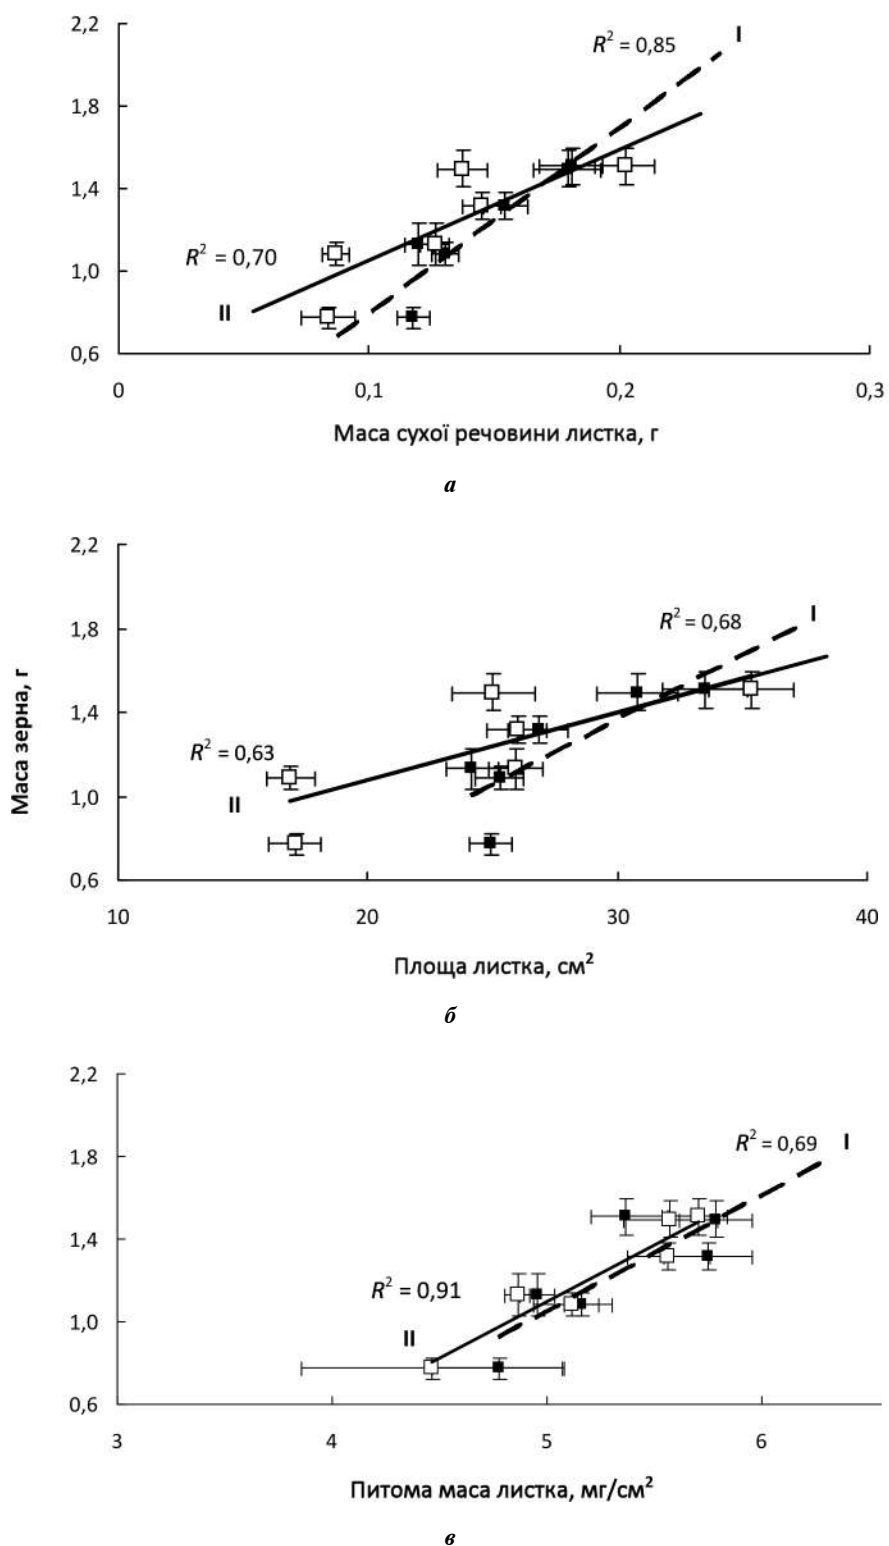 2,2
I
R² = 0,85
1,8
1,4
R² = 0,70
1,0
II
0,6
0 0,1 0,2 0,3
Маса сухої речовини листка, г
а
2,2
I
R² = 0,68
1,8
Маса зерна, г
1,4
R² = 0,63
1,0
II
0,6
10 20 30 40
Площа листка, см²
б
2,2
R² = 0,69 I
1,8
1,4
R² = 0,91
1,0
II
0,6
3 4 5 6
Питома маса листка, мг/см²
в